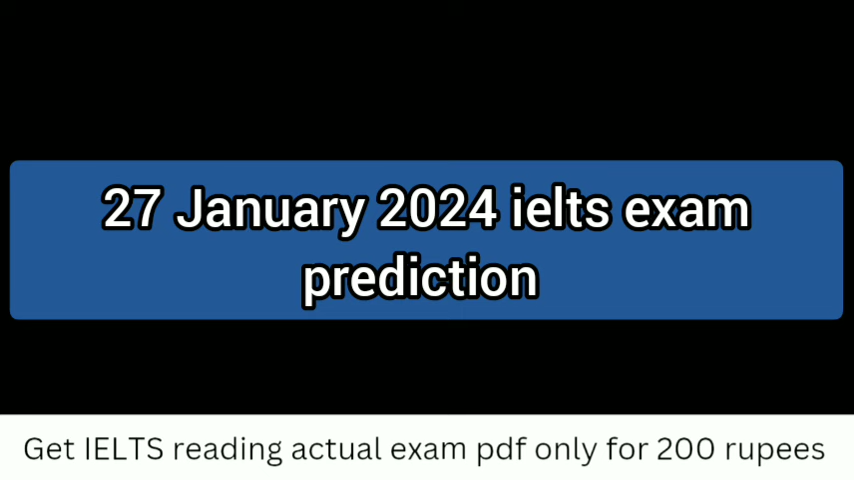 27 January 2024 ielts exam
prediction
Get IELTS reading actual exam pdf only for 200 rupees